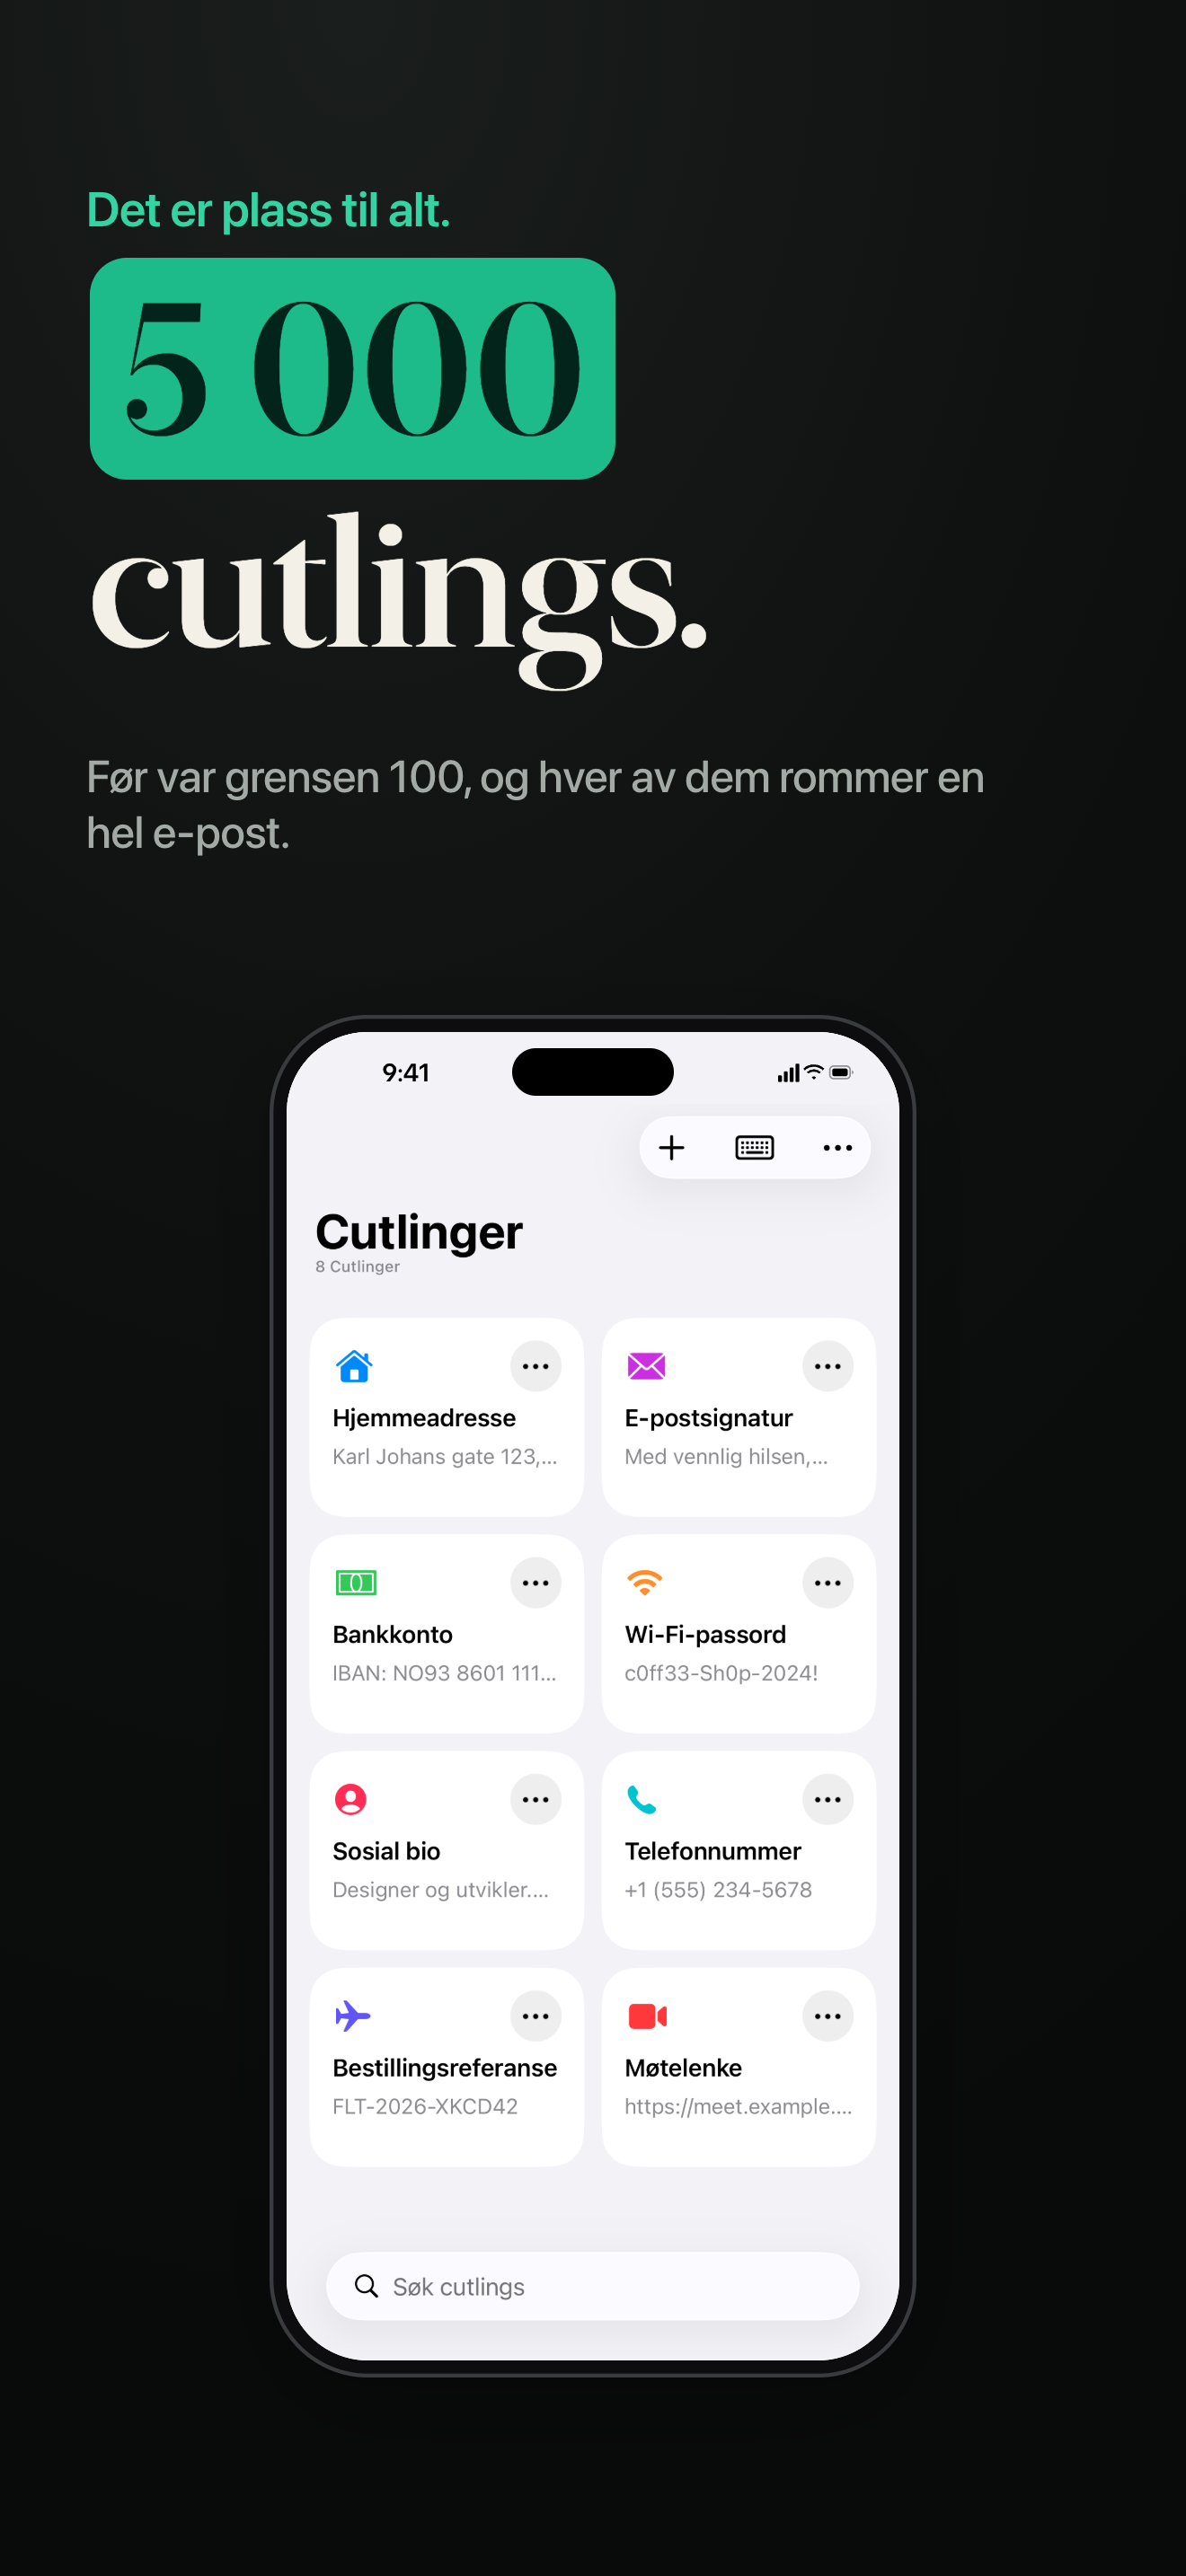 Det er plass til alt.
5 000
cutlings.
Før var grensen 100, og hver av dem rommer en
hel e-post.
9:41
Cutlinger
8 Cutlinger
Hjemmeadresse
Karl Johans gate 123,...
E-postsignatur
Med vennlig hilsen,...
Bankkonto
IBAN: NO93 8601 111...
Wi-Fi-passord
c0ff33-Sh0p-2024!
Sosial bio
Designer og utvikler....
Telefonnummer
+1 (555) 234-5678
Bestillingsreferanse
FLT-2026-XKCD42
Møtelenke
https://meet.example....
Søk cutlings